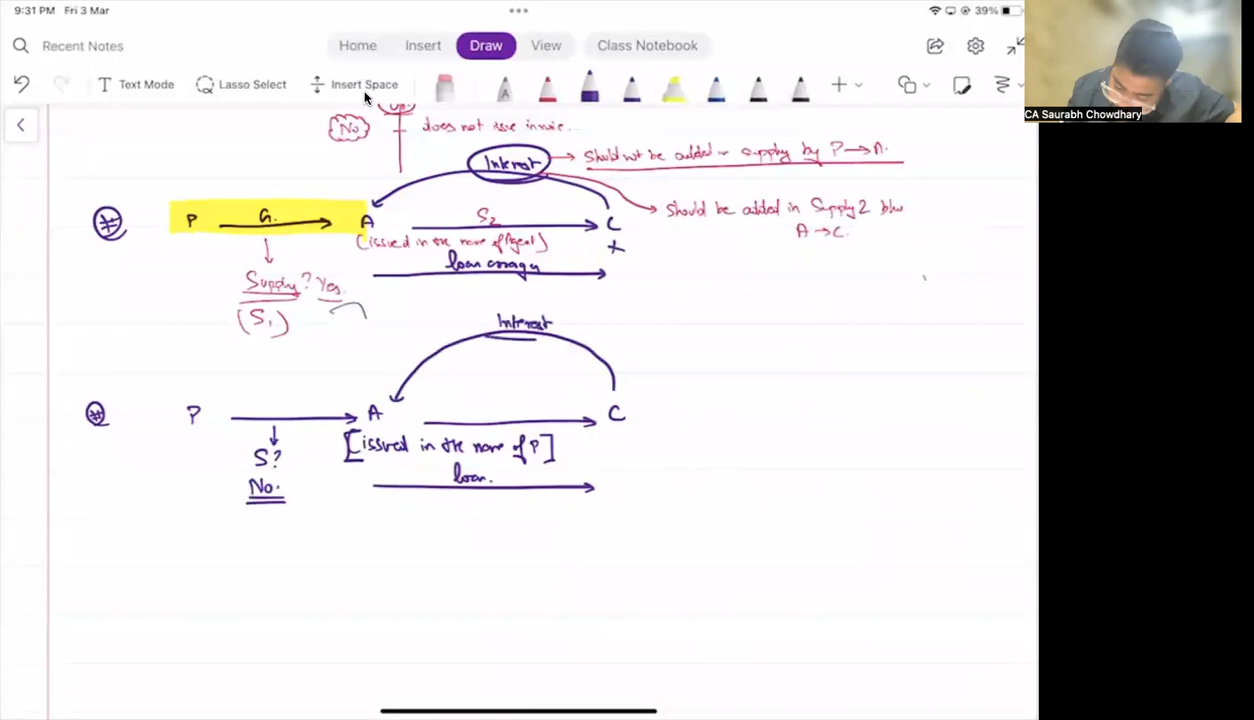 9:31 PM Fri 3 Mar
39%
Recent Notes
Home Insert Draw View Class Notebook
Text Mode Lasso Select Insert Space
CA Saurabh Chowdhary
No does not issue invoice...
Interest → Should not be added in supply by P → A.
P G. A S2 C
Should be added in Supply 2 b/w
A → C.
(issued in the name of Agent) +
loan
Supply? Yes.
(S1)
Interest
P A C
S? [issued in the name of P]
No. loan.